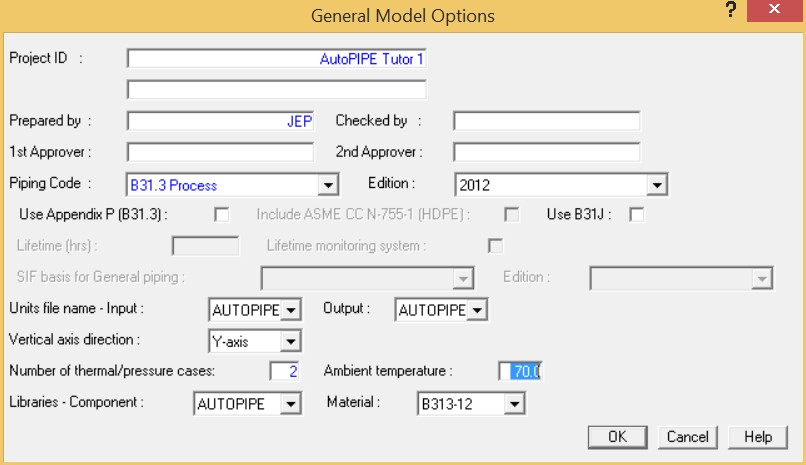 General Model Options
?
Project ID : AutoPIPE Tutor 1
Prepared by : JEP Checked by :
1st Approver : 2nd Approver :
Piping Code : B31.3 Process Edition : 2012
Use Appendix P (B31.3) : Include ASME CC N-755-1 (HDPE) : Use B31J :
Lifetime (hrs) : Lifetime monitoring system :
SIF basis for General piping : Edition :
Units file name - Input : AUTOPIPE Output : AUTOPIPE
Vertical axis direction : Y-axis
Number of thermal/pressure cases: 2 Ambient temperature : 70.0
Libraries - Component : AUTOPIPE Material : B313-12
OK Cancel Help